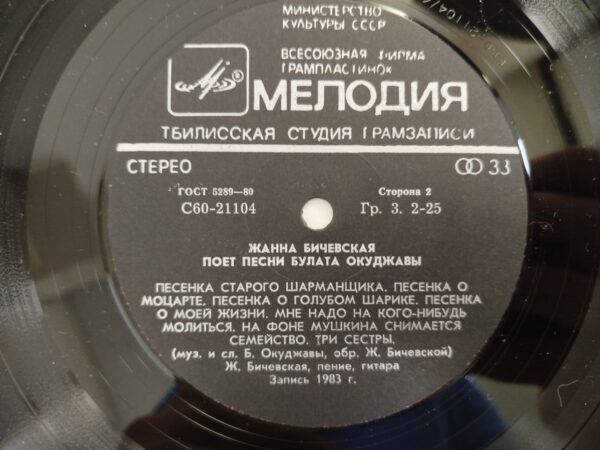 МИНИСТЕРСТВО
КУЛЬТУРЫ СССР
ВСЕСОЮЗНАЯ ФИРМА
ГРАМПЛАСТИНОК
МЕЛОДИЯ
ТБИЛИССКАЯ СТУДИЯ ГРАМЗАПИСИ
СТЕРЕО
33
ГОСТ 5289—80
Сторона 2
С60-21104
Гр. 3. 2-25
ЖАННА БИЧЕВСКАЯ
ПОЕТ ПЕСНИ БУЛАТА ОКУДЖАВЫ
ПЕСЕНКА СТАРОГО ШАРМАНЩИКА. ПЕСЕНКА О
МОЦАРТЕ. ПЕСЕНКА О ГОЛУБОМ ШАРИКЕ. ПЕСЕНКА
О МОЕЙ ЖИЗНИ. МНЕ НАДО НА КОГО-НИБУДЬ
МОЛИТЬСЯ. НА ФОНЕ МУШКИНА СНИМАЕТСЯ
СЕМЕЙСТВО. ТРИ СЕСТРЫ.
(муз. и сл. Б. Окуджавы, обр. Ж. Бичевской)
Ж. Бичевская, пение, гитара
Запись 1983 г.